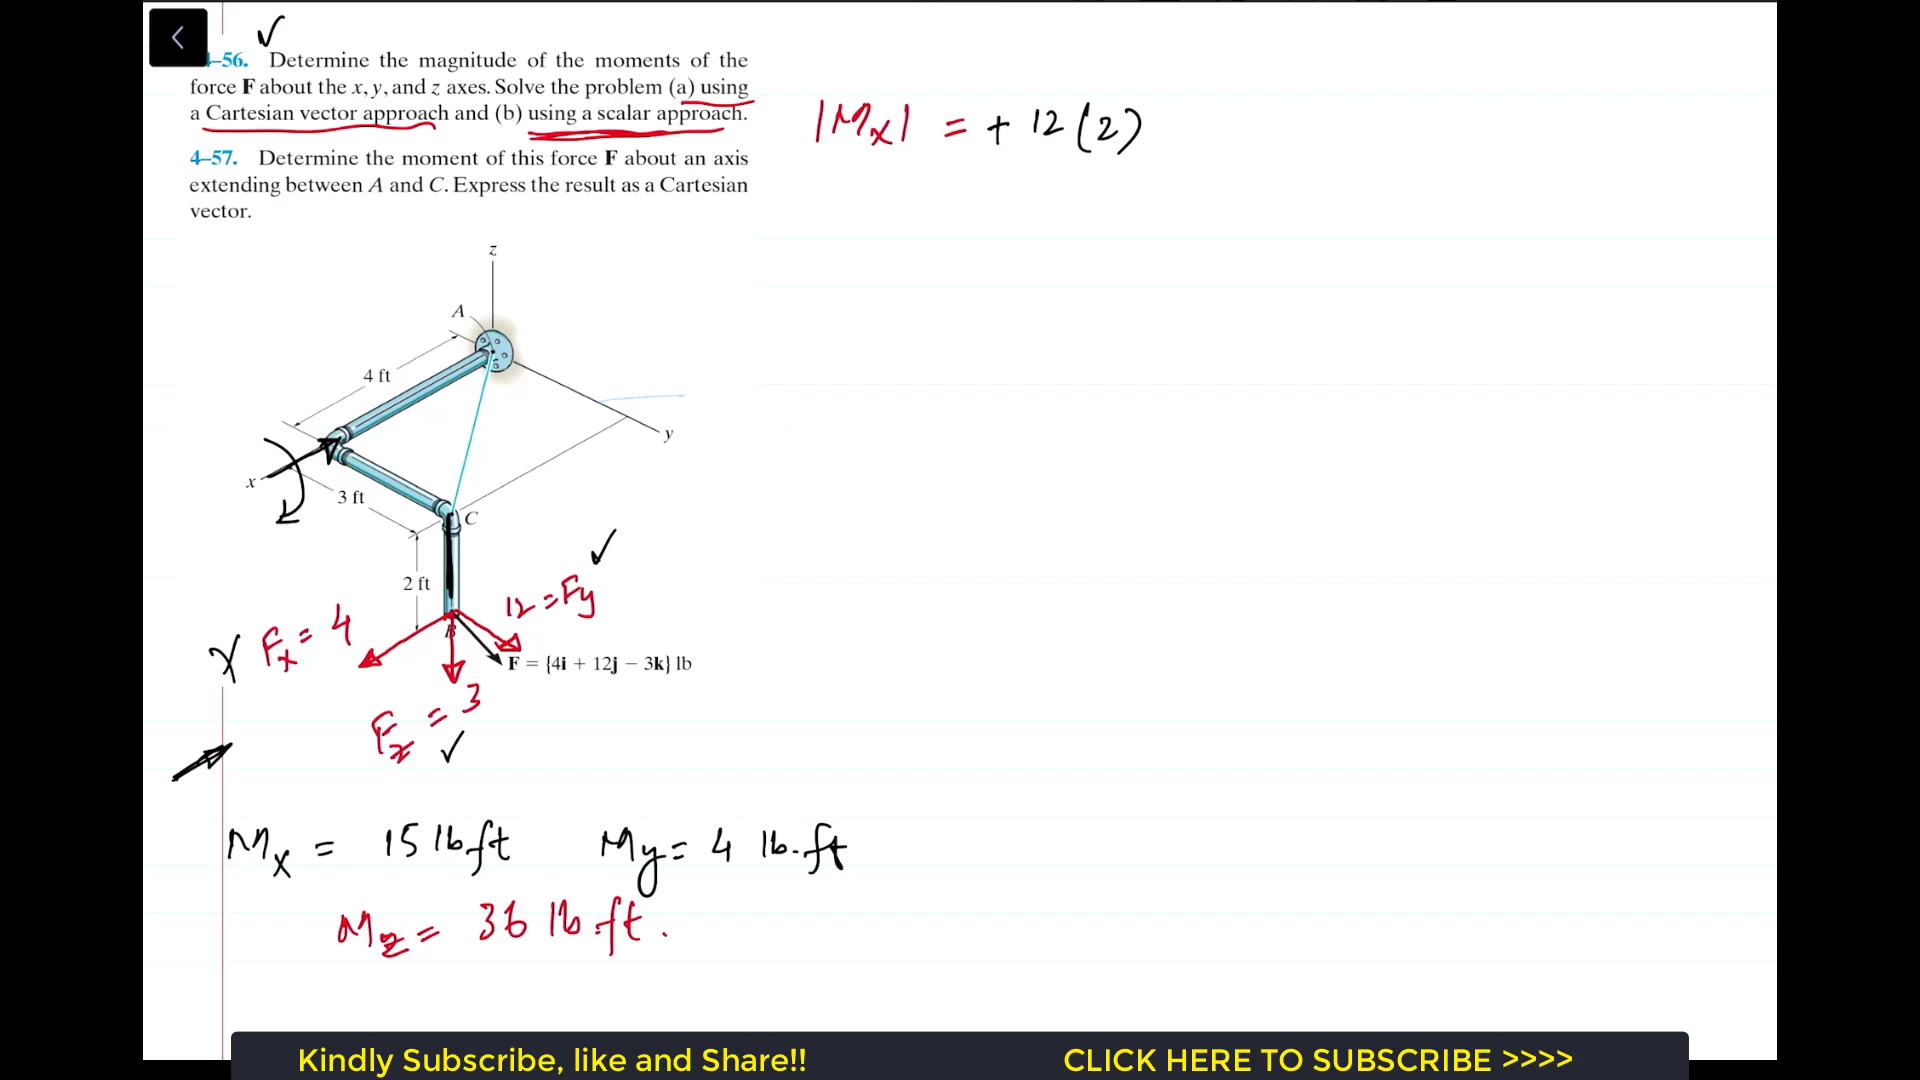 4–56. Determine the magnitude of the moments of the
force F about the x, y, and z axes. Solve the problem (a) using
a Cartesian vector approach and (b) using a scalar approach.
4–57. Determine the moment of this force F about an axis
extending between A and C. Express the result as a Cartesian
vector.
|Mx| = + 12 (2)
z
A
4 ft
y
x
3 ft
C
2 ft
12 = Fy
Fx = 4
X
B
F = {4i + 12j − 3k} lb
Fz = 3
Mx = 15 lb ft My = 4 lb.ft
Mz = 36 lb.ft.
Kindly Subscribe, like and Share!! CLICK HERE TO SUBSCRIBE >>>>